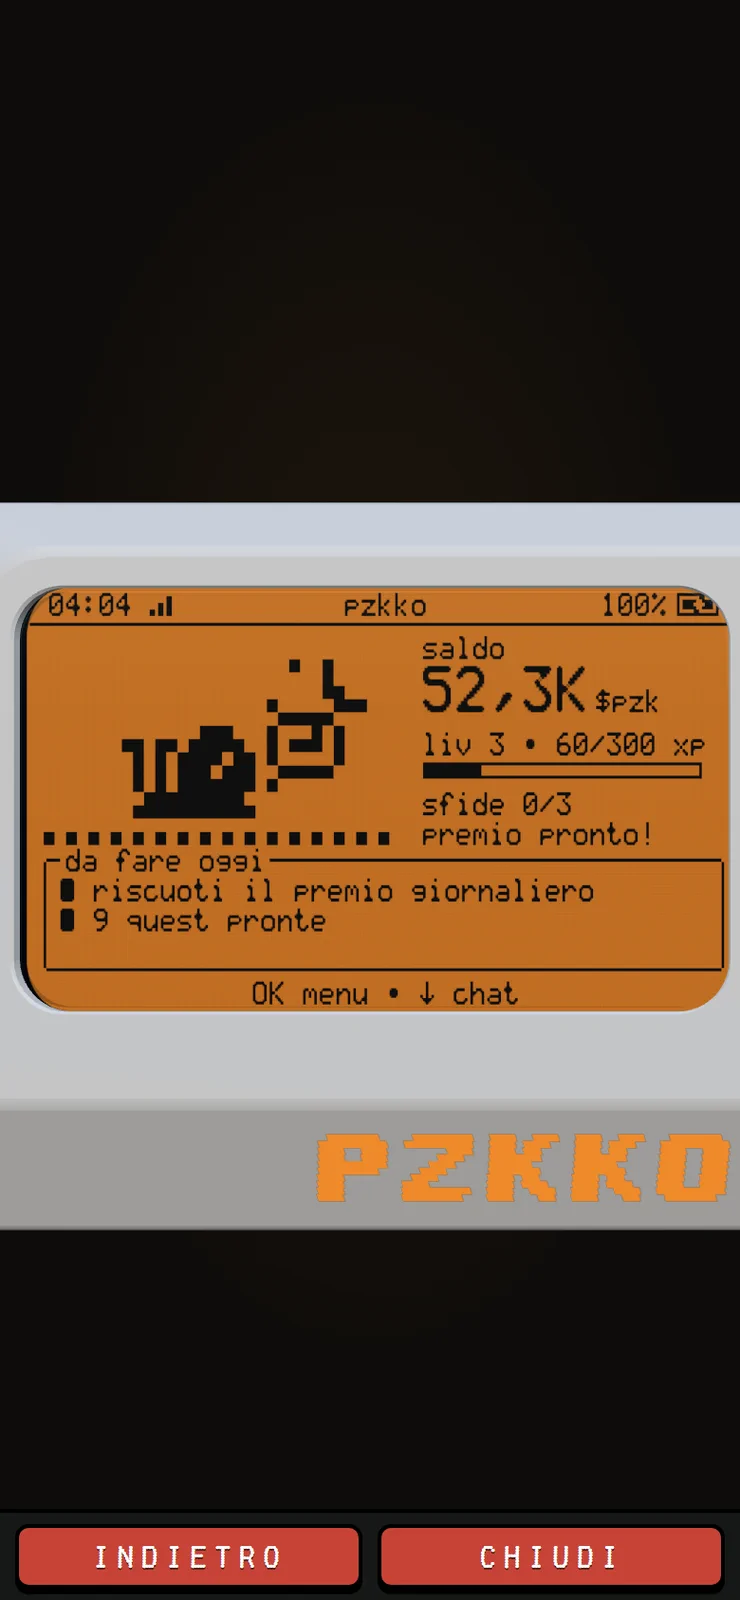 04:04 pzkko 100%
saldo
52,3K $pzk
liv 3 • 60/300 xp
sfide 0/3
premio pronto!
da fare oggi
riscuoti il premio giornaliero
9 quest pronte
OK menu • ↓ chat
PZKKO
INDIETRO CHIUDI